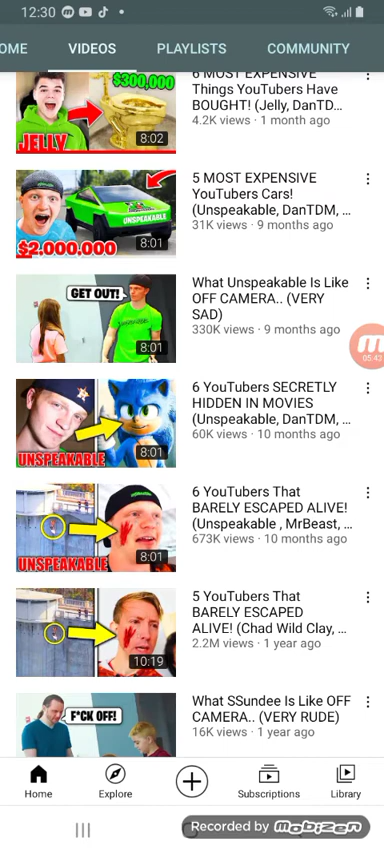 12:30
OME VIDEOS PLAYLISTS COMMUNITY
6 MOST EXPENSIVE
Things YouTubers Have
BOUGHT! (Jelly, DanTD...
4.2K views · 1 month ago
$300,000
JELLY
8:02
5 MOST EXPENSIVE
YouTubers Cars!
(Unspeakable, DanTDM, ...
31K views · 9 months ago
UNSPEAKABLE
$2,000,000
8:01
What Unspeakable Is Like
OFF CAMERA.. (VERY
SAD)
330K views · 9 months ago
GET OUT!
8:01
05:43
6 YouTubers SECRETLY
HIDDEN IN MOVIES
(Unspeakable, DanTDM, ...
60K views · 10 months ago
UNSPEAKABLE
8:01
6 YouTubers That
BARELY ESCAPED ALIVE!
(Unspeakable , MrBeast, ...
673K views · 10 months ago
UNSPEAKABLE
8:01
5 YouTubers That
BARELY ESCAPED
ALIVE! (Chad Wild Clay, ...
2.2M views · 1 year ago
10:19
What SSundee Is Like OFF
CAMERA.. (VERY RUDE)
16K views · 1 year ago
F*CK OFF!
Home Explore Subscriptions Library
Recorded by Mobizen